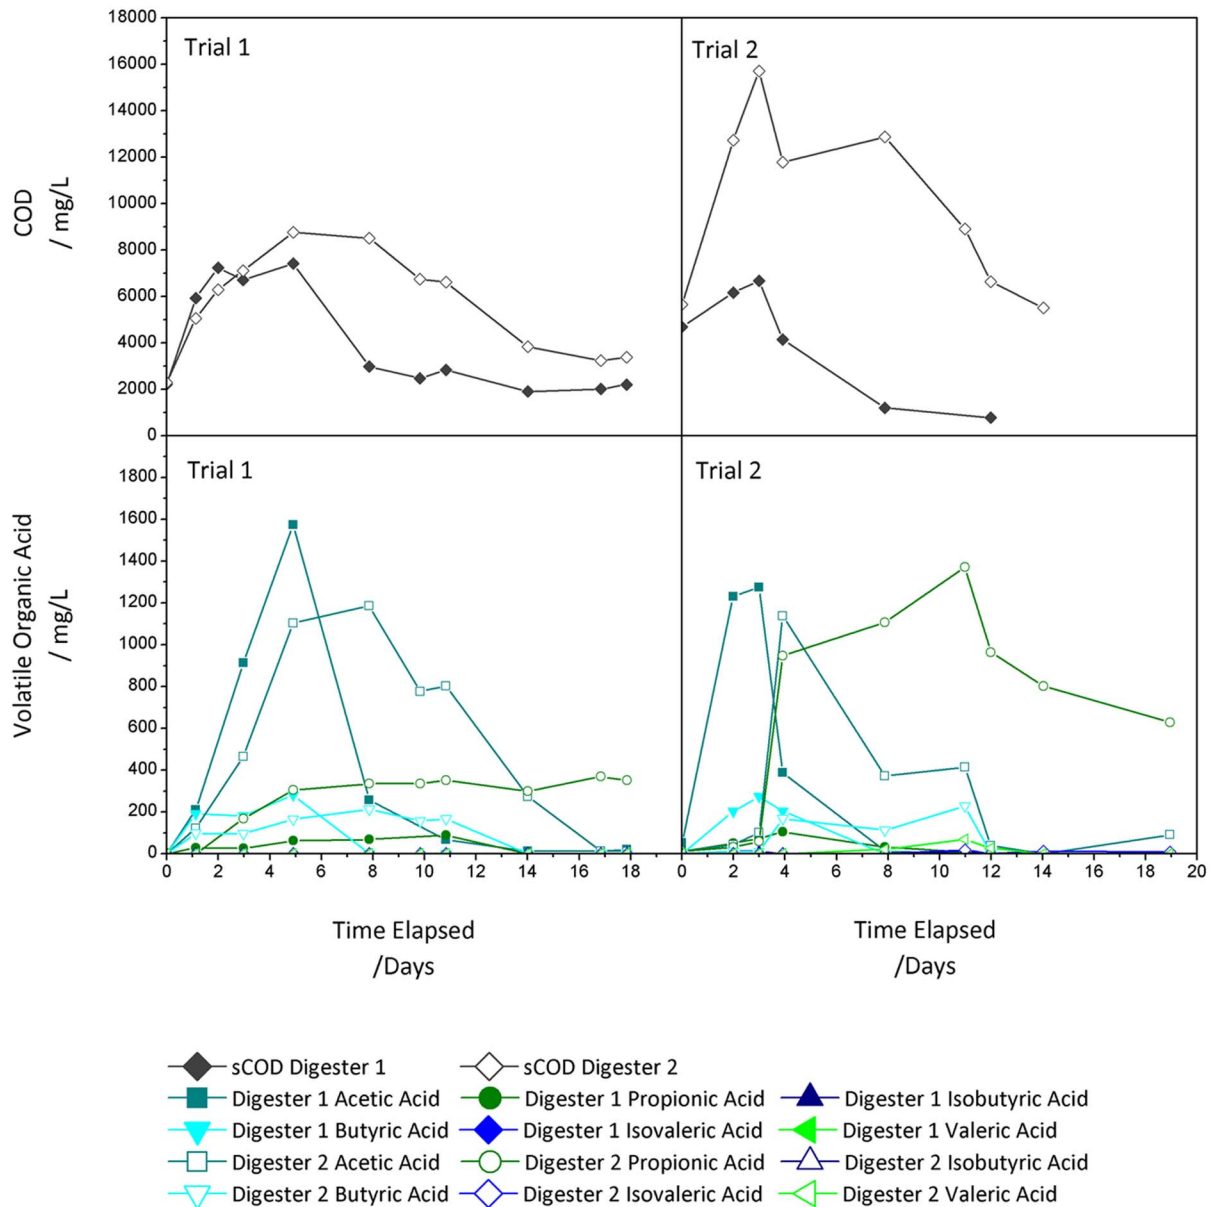 18000
16000
14000
12000
10000
8000
6000
4000
2000
0
COD
/ mg/L
Trial 1
Trial 2
1800
1600
1400
1200
1000
800
600
400
200
0
Volatile Organic Acid
/ mg/L
Trial 1
Trial 2
0 2 4 6 8 10 12 14 16 18
0 2 4 6 8 10 12 14 16 18 20
Time Elapsed
/Days
Time Elapsed
/Days
sCOD Digester 1 sCOD Digester 2
Digester 1 Acetic Acid Digester 1 Propionic Acid Digester 1 Isobutyric Acid
Digester 1 Butyric Acid Digester 1 Isovaleric Acid Digester 1 Valeric Acid
Digester 2 Acetic Acid Digester 2 Propionic Acid Digester 2 Isobutyric Acid
Digester 2 Butyric Acid Digester 2 Isovaleric Acid Digester 2 Valeric Acid